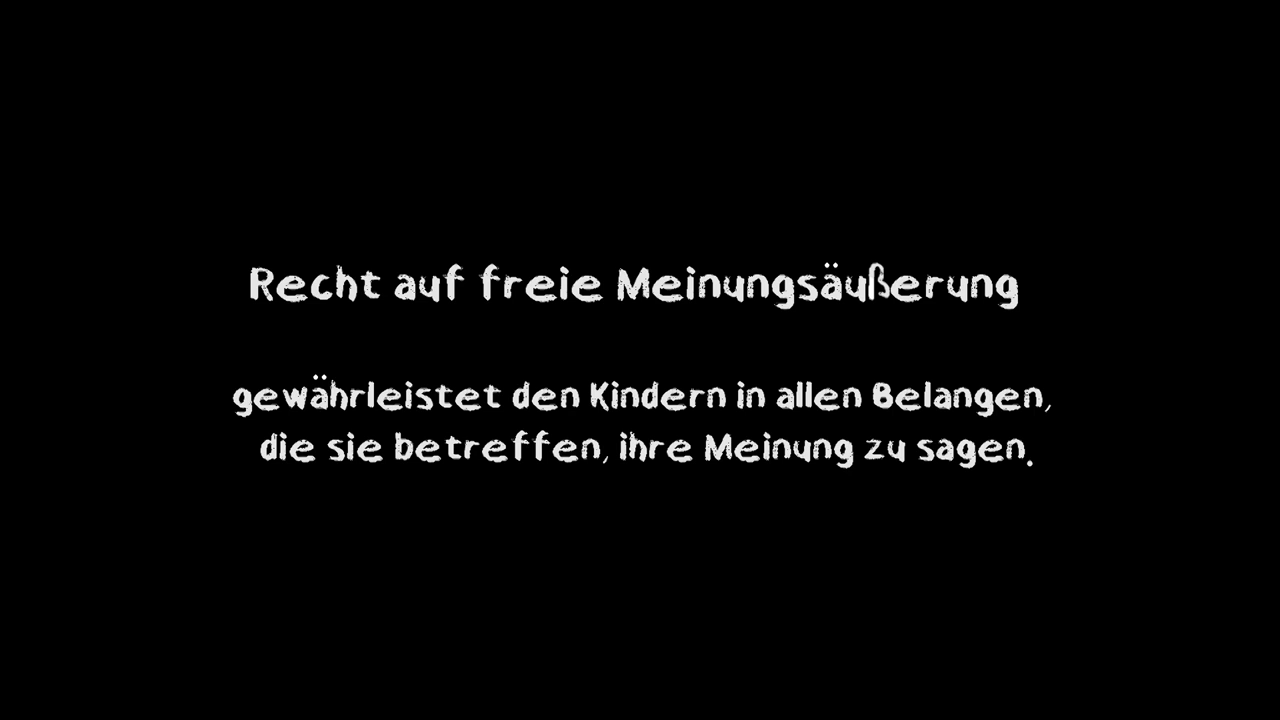 Recht auf freie Meinungsäußerung
gewährleistet den Kindern in allen Belangen,
die sie betreffen, ihre Meinung zu sagen.